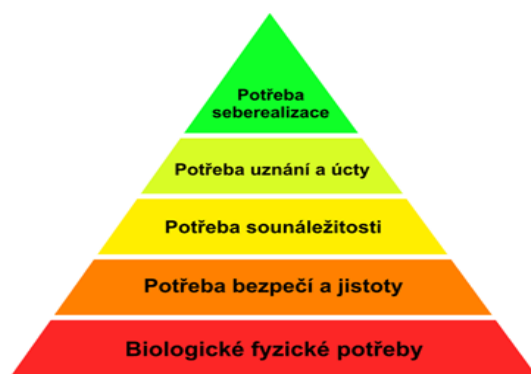 Potřeba
seberealizace
Potřeba uznání a úcty
Potřeba sounáležitosti
Potřeba bezpečí a jistoty
Biologické fyzické potřeby